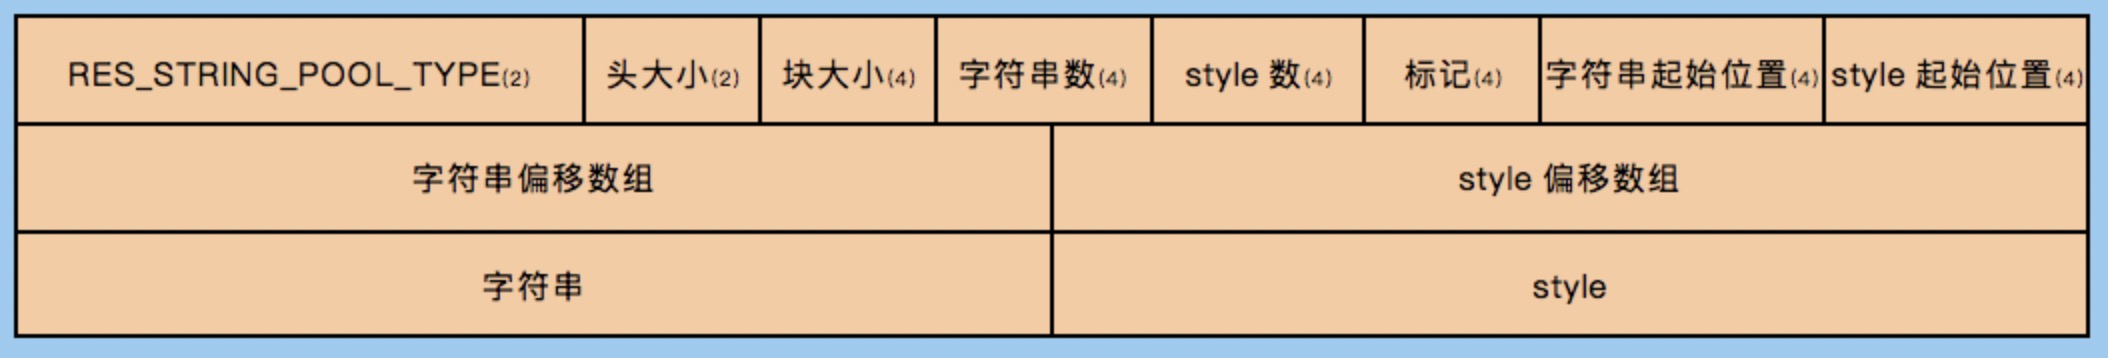 RES_STRING_POOL_TYPE(2) 头大小(2) 块大小(4) 字符串数(4) style 数(4) 标记(4) 字符串起始位置(4) style 起始位置(4)
字符串偏移数组 style 偏移数组
字符串 style